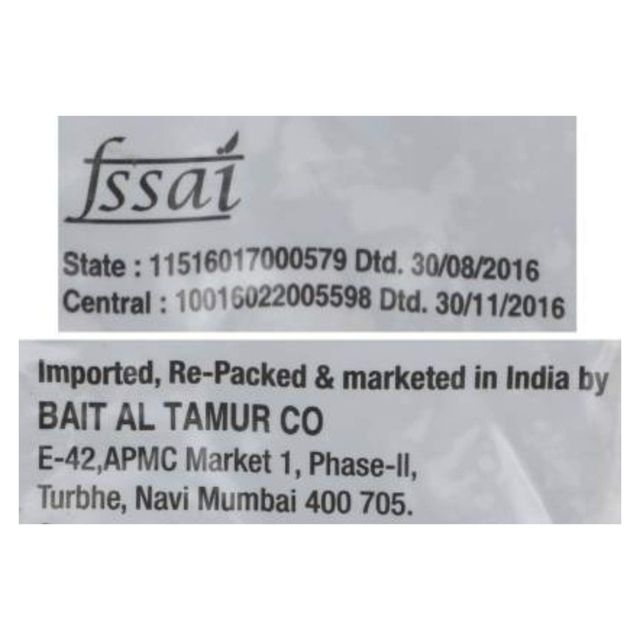 fssai
State : 11516017000579 Dtd. 30/08/2016
Central : 10016022005598 Dtd. 30/11/2016
Imported, Re-Packed & marketed in India by
BAIT AL TAMUR CO
E-42,APMC Market 1, Phase-II,
Turbhe, Navi Mumbai 400 705.